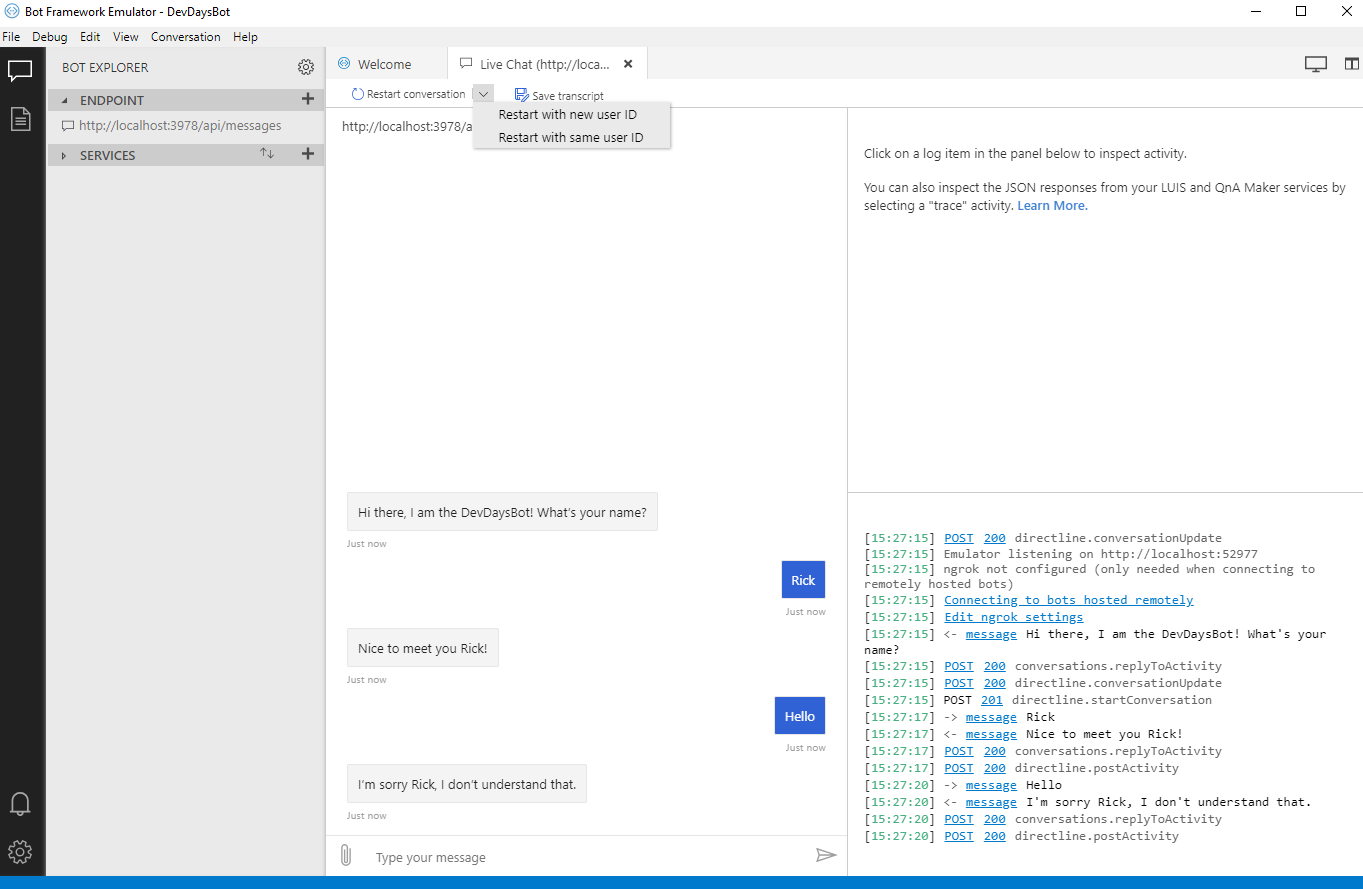 Bot Framework Emulator - DevDaysBot
File Debug Edit View Conversation Help
BOT EXPLORER
ENDPOINT
http://localhost:3978/api/messages
SERVICES
Welcome
Live Chat (http://loca...
Restart conversation
Save transcript
Restart with new user ID
Restart with same user ID
http://localhost:3978/a
Hi there, I am the DevDaysBot! What's your name?
Just now
Rick
Just now
Nice to meet you Rick!
Just now
Hello
Just now
I'm sorry Rick, I don't understand that.
Just now
Type your message
Click on a log item in the panel below to inspect activity.
You can also inspect the JSON responses from your LUIS and QnA Maker services by
selecting a "trace" activity. Learn More.
[15:27:15] POST 200 directline.conversationUpdate
[15:27:15] Emulator listening on http://localhost:52977
[15:27:15] ngrok not configured (only needed when connecting to
remotely hosted bots)
[15:27:15] Connecting to bots hosted remotely
[15:27:15] Edit ngrok settings
[15:27:15] <- message Hi there, I am the DevDaysBot! What's your
name?
[15:27:15] POST 200 conversations.replyToActivity
[15:27:15] POST 200 directline.conversationUpdate
[15:27:15] POST 201 directline.startConversation
[15:27:17] -> message Rick
[15:27:17] <- message Nice to meet you Rick!
[15:27:17] POST 200 conversations.replyToActivity
[15:27:17] POST 200 directline.postActivity
[15:27:20] -> message Hello
[15:27:20] <- message I'm sorry Rick, I don't understand that.
[15:27:20] POST 200 conversations.replyToActivity
[15:27:20] POST 200 directline.postActivity